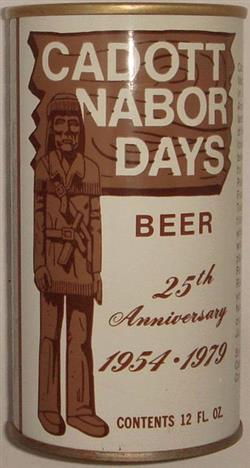 CADOTT
NABOR
DAYS
BEER
25th
Anniversary
1954 • 1979
CONTENTS 12 FL. OZ.